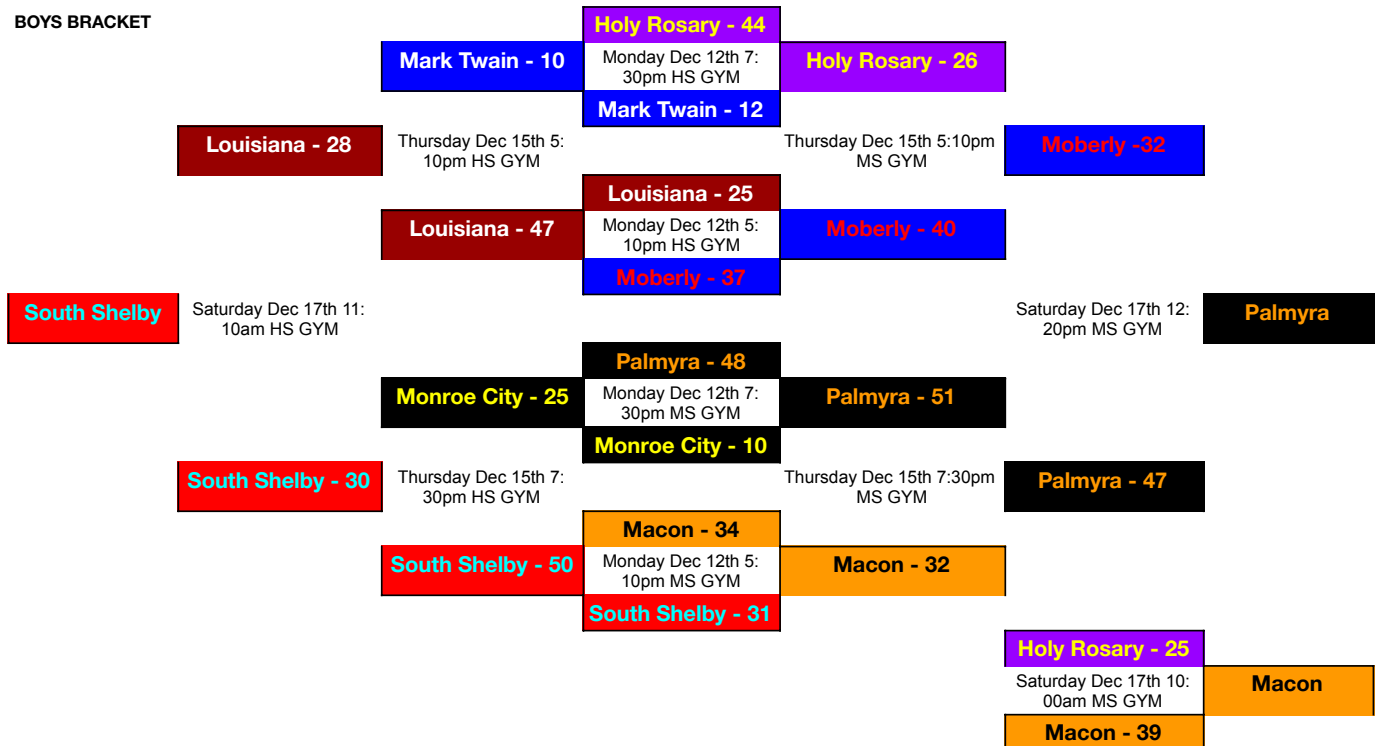 BOYS BRACKET
Holy Rosary - 44
Mark Twain - 10
Monday Dec 12th 7:
30pm HS GYM
Holy Rosary - 26
Mark Twain - 12
Louisiana - 28
Thursday Dec 15th 5:
10pm HS GYM
Thursday Dec 15th 5:10pm
MS GYM
Moberly -32
Louisiana - 25
Louisiana - 47
Monday Dec 12th 5:
10pm HS GYM
Moberly - 40
Moberly - 37
South Shelby
Saturday Dec 17th 11:
10am HS GYM
Saturday Dec 17th 12:
20pm MS GYM
Palmyra
Palmyra - 48
Monroe City - 25
Monday Dec 12th 7:
30pm MS GYM
Palmyra - 51
Monroe City - 10
South Shelby - 30
Thursday Dec 15th 7:
30pm HS GYM
Thursday Dec 15th 7:30pm
MS GYM
Palmyra - 47
Macon - 34
South Shelby - 50
Monday Dec 12th 5:
10pm MS GYM
Macon - 32
South Shelby - 31
Holy Rosary - 25
Saturday Dec 17th 10:
00am MS GYM
Macon
Macon - 39